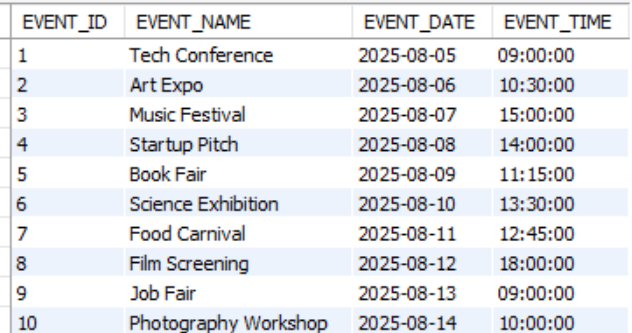 EVENT_ID EVENT_NAME EVENT_DATE EVENT_TIME
1 Tech Conference 2025-08-05 09:00:00
2 Art Expo 2025-08-06 10:30:00
3 Music Festival 2025-08-07 15:00:00
4 Startup Pitch 2025-08-08 14:00:00
5 Book Fair 2025-08-09 11:15:00
6 Science Exhibition 2025-08-10 13:30:00
7 Food Carnival 2025-08-11 12:45:00
8 Film Screening 2025-08-12 18:00:00
9 Job Fair 2025-08-13 09:00:00
10 Photography Workshop 2025-08-14 10:00:00